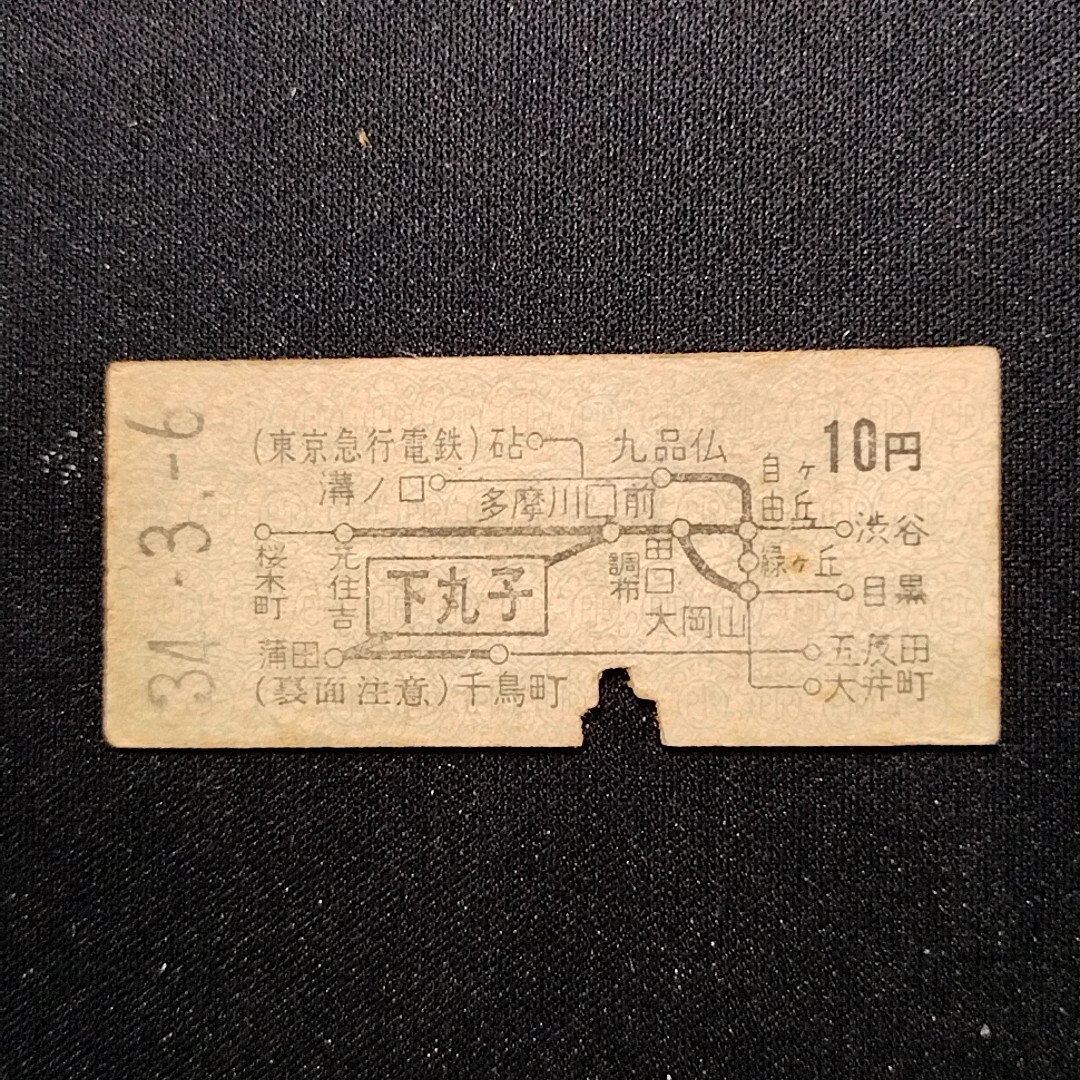 34.-3.-6
(東京急行電鉄)砧
九品仏
10円
自由ヶ丘
溝ノ口
多摩川口前
渋谷
桜木町
元住吉
下丸子
調布
田口
緑ヶ丘
目黒
大岡山
蒲田
五反田
(裏面注意)千鳥町
大井町